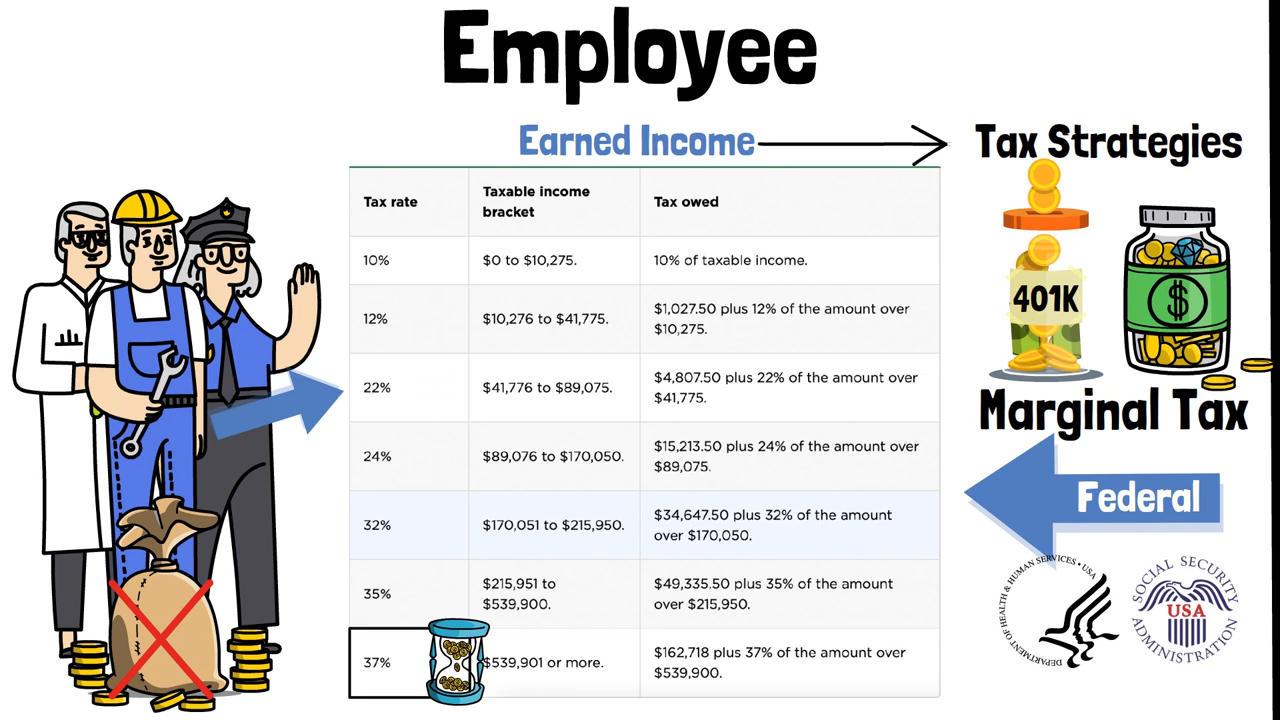 Employee
Earned Income
Tax Strategies
Tax rate
Taxable income
bracket
Tax owed
10%
$0 to $10,275.
10% of taxable income.
12%
$10,276 to $41,775.
$1,027.50 plus 12% of the amount over
$10,275.
22%
$41,776 to $89,075.
$4,807.50 plus 22% of the amount over
$41,775.
24%
$89,076 to $170,050.
$15,213.50 plus 24% of the amount over
$89,075.
32%
$170,051 to $215,950.
$34,647.50 plus 32% of the amount
over $170,050.
35%
$215,951 to
$539,900.
$49,335.50 plus 35% of the amount
over $215,950.
37%
$539,901 or more.
$162,718 plus 37% of the amount over
$539,900.
401K
$
Marginal Tax
Federal
DEPARTMENT OF HEALTH & HUMAN SERVICES • USA
SOCIAL SECURITY
USA
ADMINISTRATION